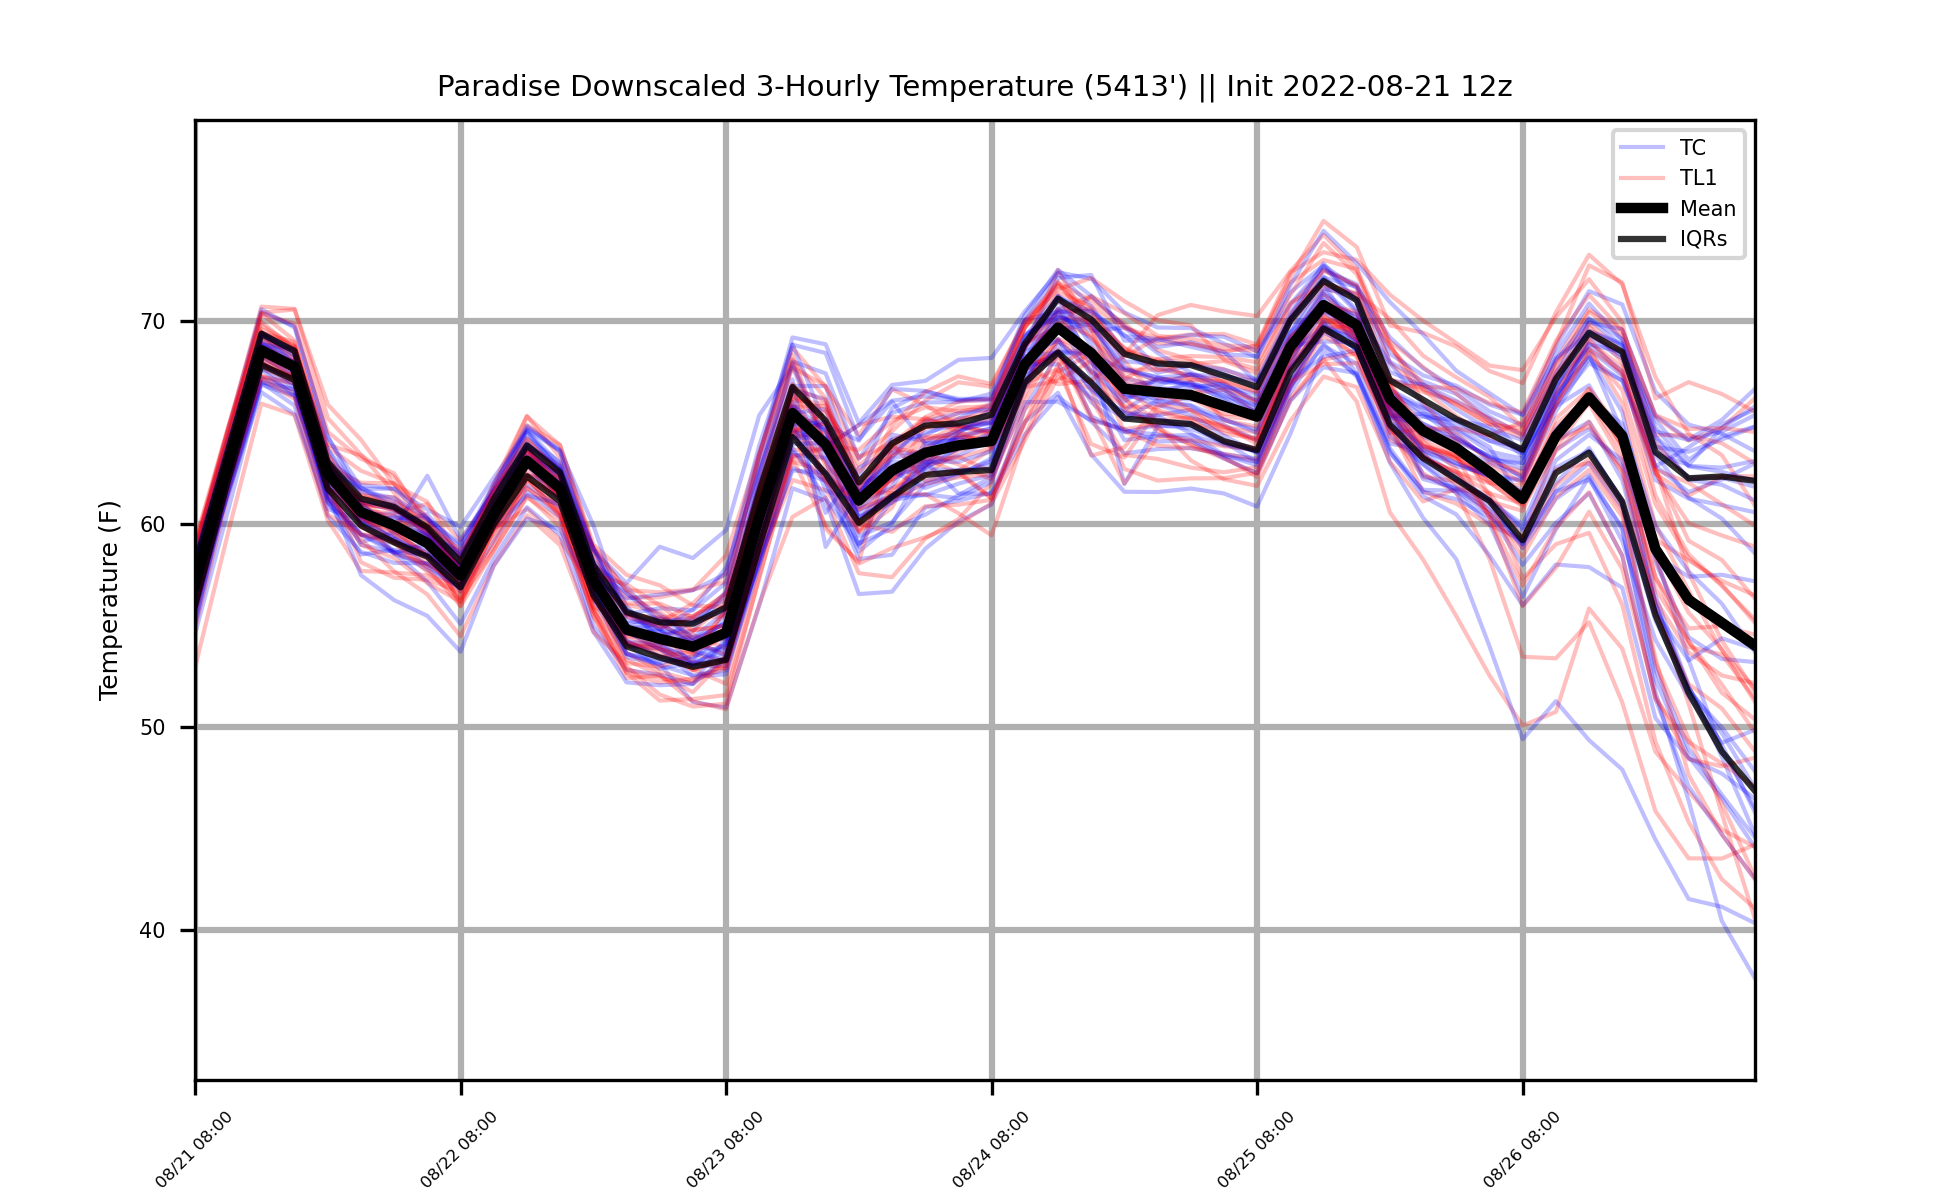 Paradise Downscaled 3-Hourly Temperature (5413') || Init 2022-08-21 12z
TC
TL1
Mean
IQRs
Temperature (F)
70
60
50
40
08/21 08:00
08/22 08:00
08/23 08:00
08/24 08:00
08/25 08:00
08/26 08:00